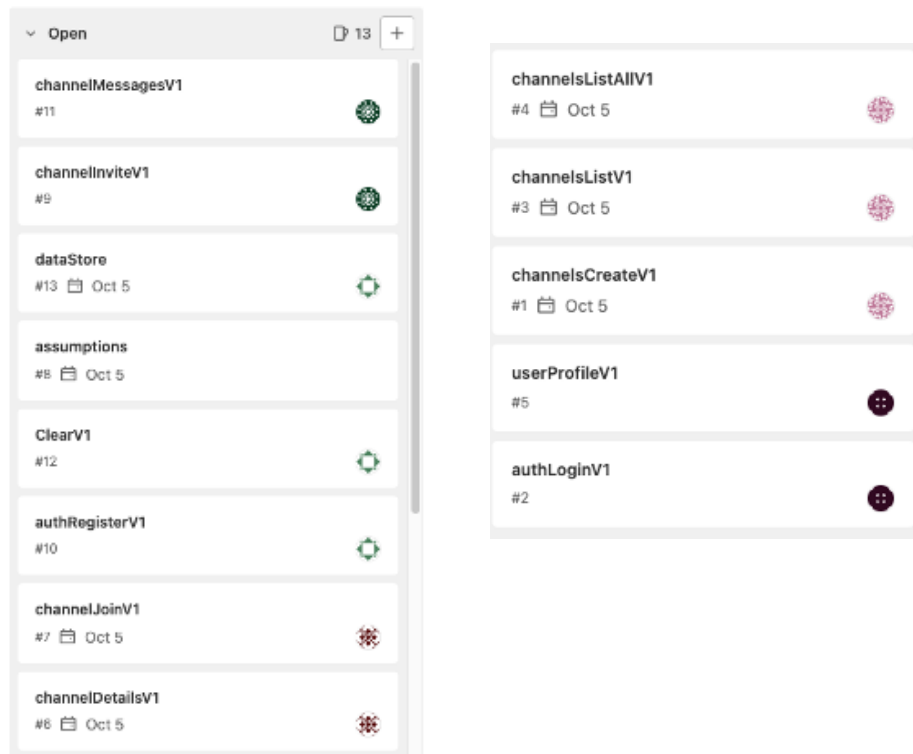 Open 13 +
channelMessagesV1
#11
channelInviteV1
#9
dataStore
#13 Oct 5
assumptions
#8 Oct 5
ClearV1
#12
authRegisterV1
#10
channelJoinV1
#7 Oct 5
channelDetailsV1
#6 Oct 5
channelsListAllV1
#4 Oct 5
channelsListV1
#3 Oct 5
channelsCreateV1
#1 Oct 5
userProfileV1
#5
authLoginV1
#2